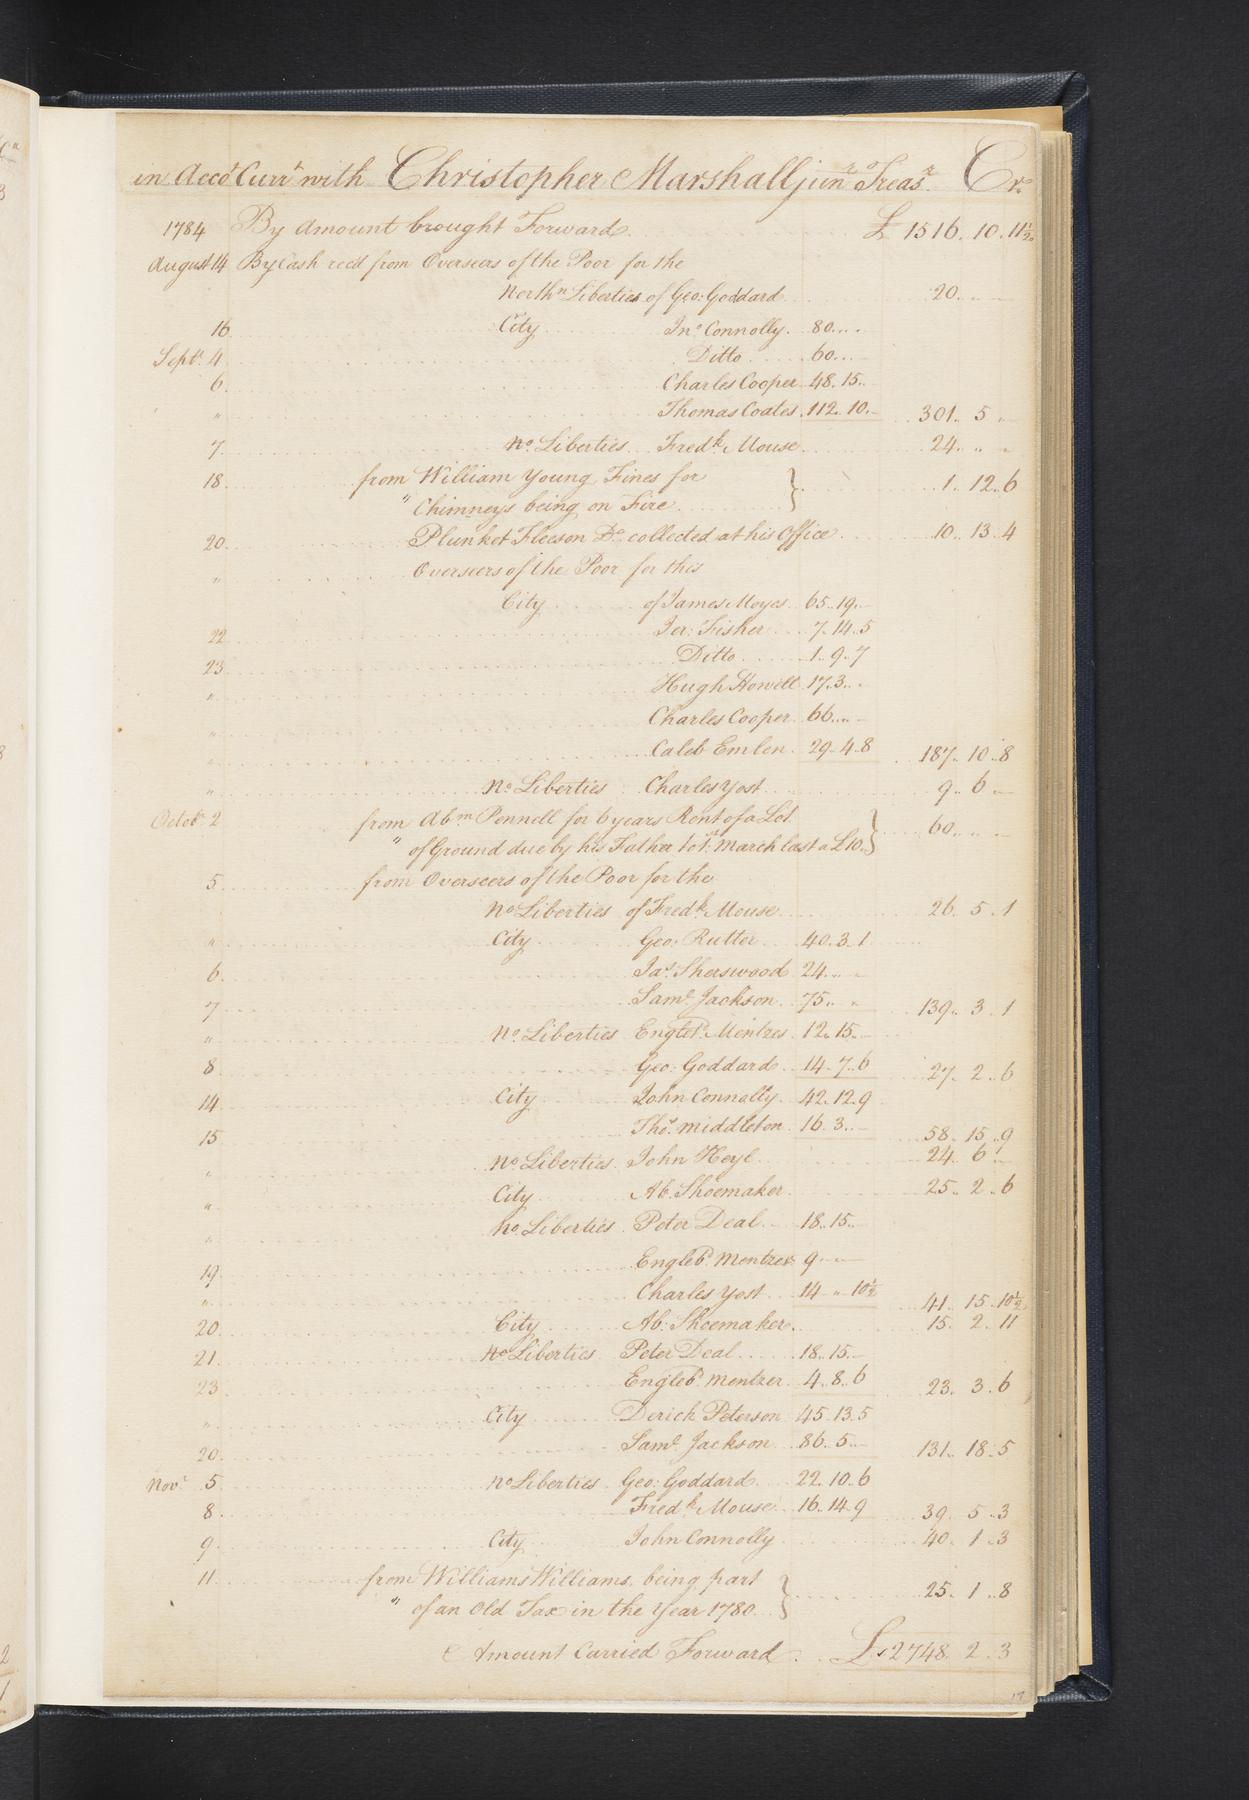 in Accot Currt with Christopher Marshall junr Treasr Cr.
1784 By Amount brought Forward. £ 1516. 10. 11½
August 14 By Cash recd from Overseers of the Poor for the
Northn Liberties of Geo: Goddard 20. " "
16 City Jno Connolly. 80...
Septr 4 Ditto 60...
6 Charles Cooper 48. 15..
" Thomas Coates 112. 10.. 301. 5 "
7 No. Liberties Fredk Mouse 24. " "
18 from William Young Fines for
" Chimneys being on Fire } 1. 12. 6
20 Plunket Fleeson Do collected at his Office 10. 13. 4
" Overseers of the Poor for this
City of James Moyes 65. 19..
22 Jer: Fisher 7. 14. 5
23 Ditto 1. 9. 7
" Hugh Howell 17. 3..
" Charles Cooper 66...
" Caleb Emlen 29. 4. 8 187. 10. 8
" No Liberties Charles Yost 9. 6 "
Octobr 2 from Abm Pennell for 6 years Rent of a Lot
" of Ground due by his Father to 1st March last a £10. } 60. " "
5 from Overseers of the Poor for the
No Liberties of Fredk Mouse 26. 5. 1
" City Geo: Rutter 40. 3. 1
6 Jas Sherswood 24...
7 Saml Jackson 75.. " 139. 3. 1
" No. Liberties Englebt Mentzes 12. 15..
8 Geo: Goddard 14. 7. 6 27. 2. 6
14 City John Connolly 42. 12. 9
15 Thos Middleton 16. 3.. 58. 15. 9
" No Liberties John Heyl 24. 6 "
" City Ab. Shoemaker 25. 2. 6
" No. Liberties Peter Deal 18. 15..
19 Englebt Mentzer 9...
" Charles Yost 14 " 10½ 41. 15. 10½
20 City Ab: Shoemaker 15. 2. 11
21 No Liberties Peter Deal 18. 15..
23 Englebt Mentzer 4. 8. 6 23. 3. 6
" City Derick Peterson 45. 13. 5
20 Saml Jackson 86. 5.. 131. 18. 5
Novr 5 No Liberties Geo: Goddard 22. 10. 6
8 Fredk Mouse 16. 14. 9 39. 5. 3
9 City John Connolly 40. 1. 3
11 from Williams Williams, being part
" of an Old Tax in the Year 1780 } 25. 1. 8
Amount Carried Forward £ 2748. 2. 3
17